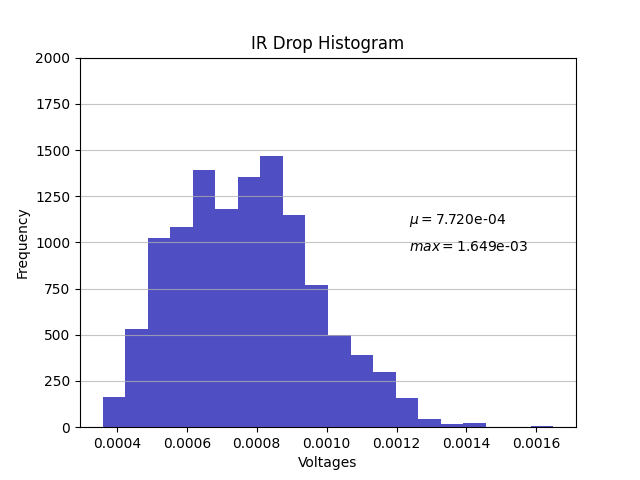 IR Drop Histogram
2000
1750
1500
1250
1000
750
500
250
0
Frequency
μ = 7.720e-04
max = 1.649e-03
0.0004 0.0006 0.0008 0.0010 0.0012 0.0014 0.0016
Voltages